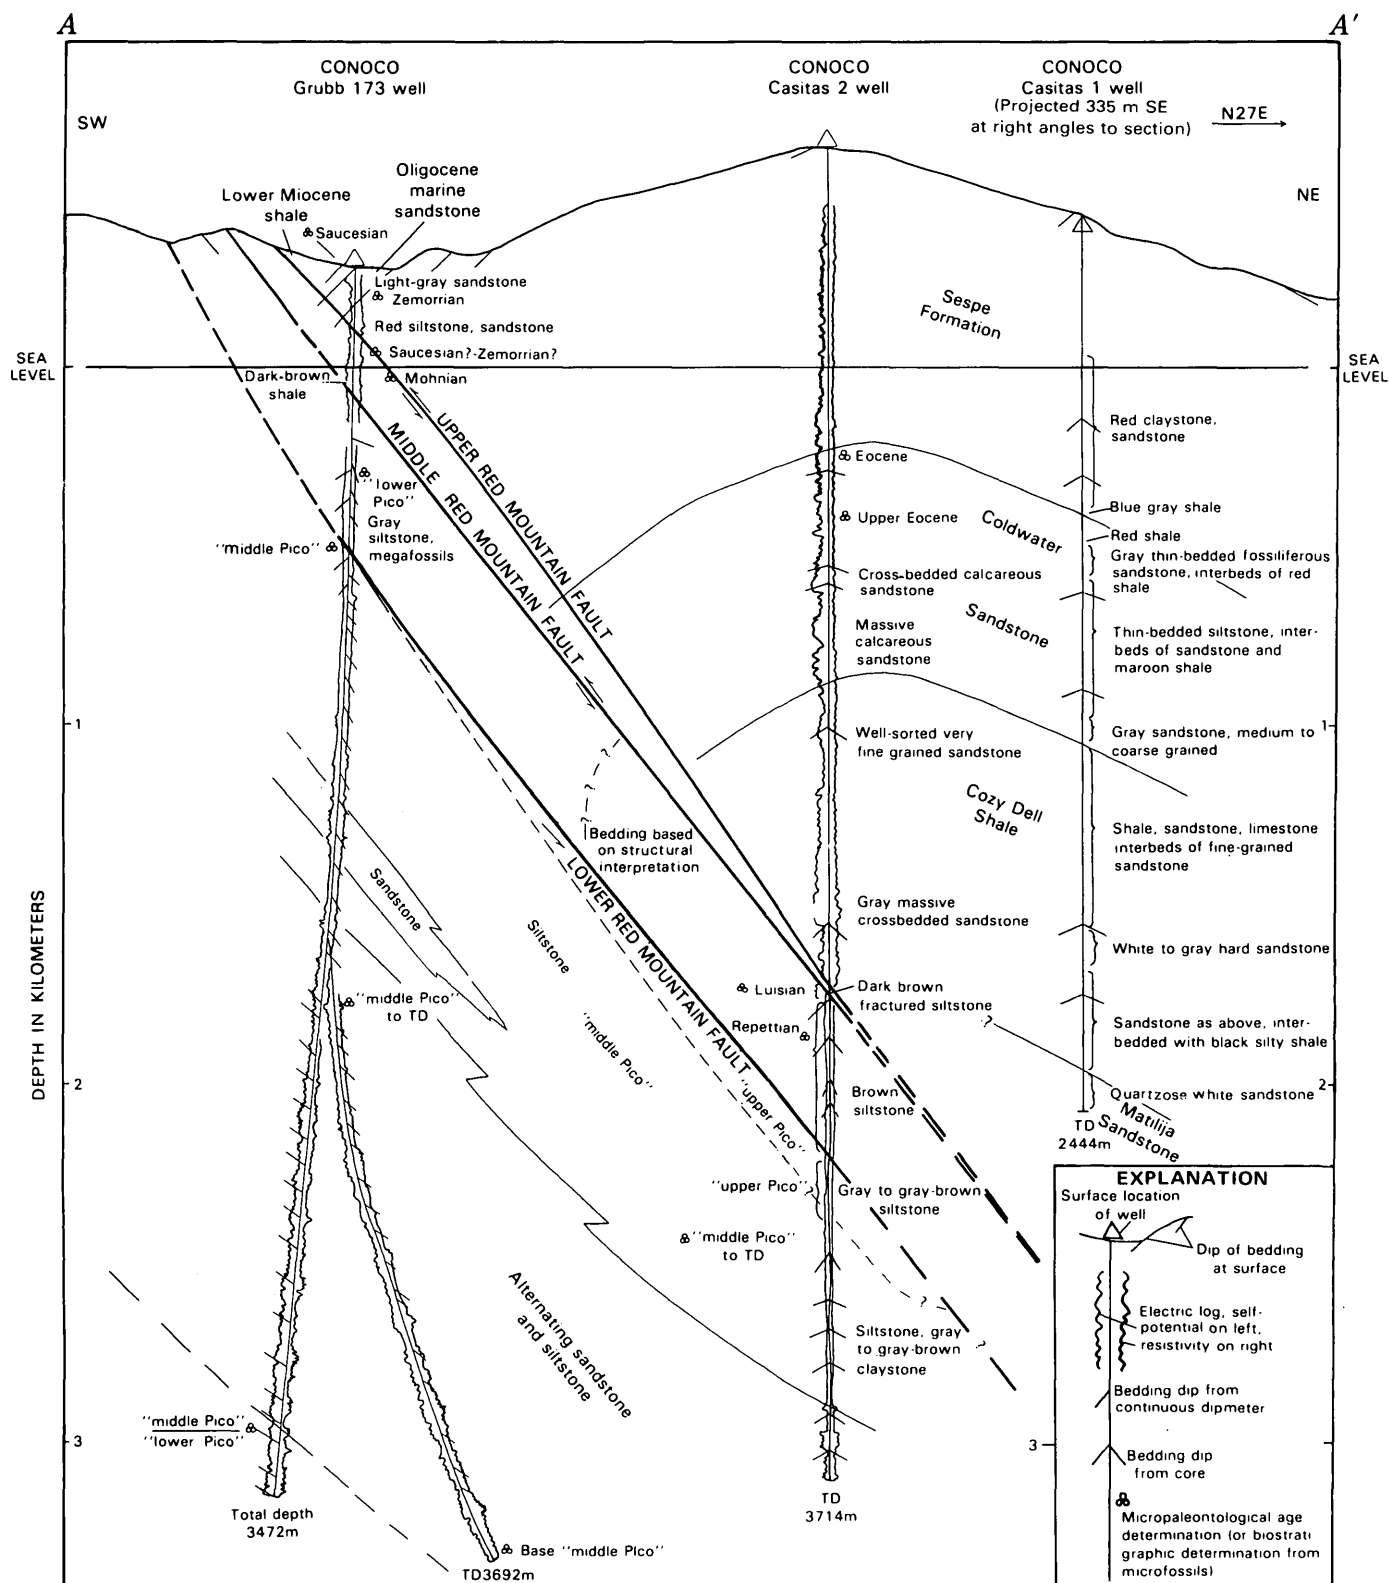 A
A'
CONOCO
Grubb 173 well
CONOCO
Casitas 2 well
CONOCO
Casitas 1 well
(Projected 335 m SE
at right angles to section)
N27E
SW
NE
Lower Miocene
shale
Saucesian
Oligocene
marine
sandstone
Light-gray sandstone
Zemorrian
Red siltstone, sandstone
Saucesian?-Zemorrian?
Mohnian
SEA
LEVEL
SEA
LEVEL
Dark-brown
shale
Sespe
Formation
UPPER RED MOUNTAIN FAULT
MIDDLE RED MOUNTAIN FAULT
LOWER RED MOUNTAIN FAULT
"lower
Pico"
Gray
siltstone,
megafossils
"middle Pico"
Eocene
Upper Eocene
Cross-bedded calcareous
sandstone
Massive
calcareous
sandstone
Well-sorted very
fine grained sandstone
Gray massive
crossbedded sandstone
Coldwater
Sandstone
Cozy Dell
Shale
Red claystone,
sandstone
Blue gray shale
Red shale
Gray thin-bedded fossiliferous
sandstone, interbeds of red
shale
Thin-bedded siltstone, inter-
beds of sandstone and
maroon shale
Gray sandstone, medium to
coarse grained
Shale, sandstone, limestone
interbeds of fine-grained
sandstone
White to gray hard sandstone
Sandstone as above, inter-
bedded with black silty shale
Quartzose white sandstone
Matilija
Sandstone
TD
2444m
1
1
2
2
3
3
DEPTH IN KILOMETERS
?
?
Bedding based
on structural
interpretation
Sandstone
Siltstone
"middle Pico"
"middle Pico"
to TD
Luisian
Dark brown
fractured siltstone
Repettian
?
Brown
siltstone
"upper Pico"
"upper Pico"
?
Gray to gray-brown
siltstone
"middle Pico"
to TD
?
?
Siltstone, gray
to gray-brown
claystone
Alternating sandstone
and siltstone
"middle Pico"
"lower Pico"
Total depth
3472m
Base "middle Pico"
TD3692m
TD
3714m
EXPLANATION
Surface location
of well
Dip of bedding
at surface
Electric log, self-
potential on left,
resistivity on right
Bedding dip from
continuous dipmeter
Bedding dip
from core
Micropaleontological age
determination (or biostrati
graphic determination from
microfossils)